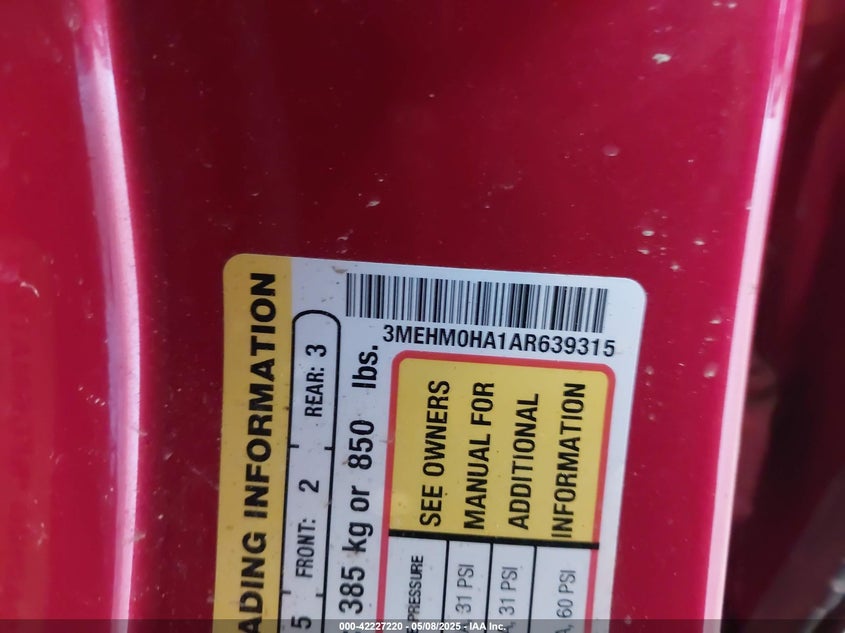 3MEHM0HA1AR639315
ADING INFORMATION
5 FRONT: 2 REAR: 3
385 kg or 850 lbs.
PRESSURE
31 PSI
, 31 PSI
, 60 PSI
SEE OWNERS
MANUAL FOR
ADDITIONAL
INFORMATION
000-42227220 - 05/08/2025 - IAA Inc.